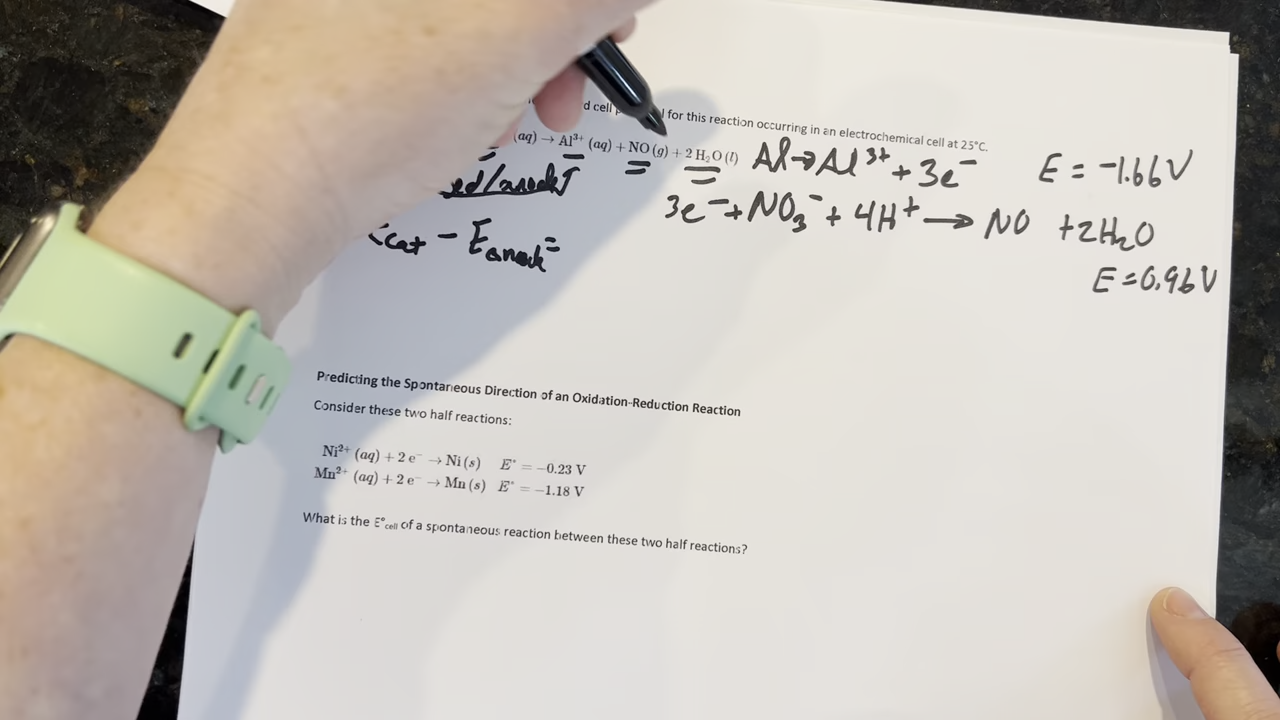 d cell for this reaction occurring in an electrochemical cell at 25°C.
(aq) → Al³⁺ (aq) + NO (g) + 2 H₂O (l)
Al → Al³⁺ + 3e⁻ E = -1.66V
3e⁻ + NO₃⁻ + 4H⁺ → NO + 2H₂O
E = 0.96V
cat - Eanode =
Predicting the Spontaneous Direction of an Oxidation-Reduction Reaction
Consider these two half reactions:
Ni²⁺ (aq) + 2 e⁻ → Ni (s) E° = −0.23 V
Mn²⁺ (aq) + 2 e⁻ → Mn (s) E° = −1.18 V
What is the E°cell of a spontaneous reaction between these two half reactions?